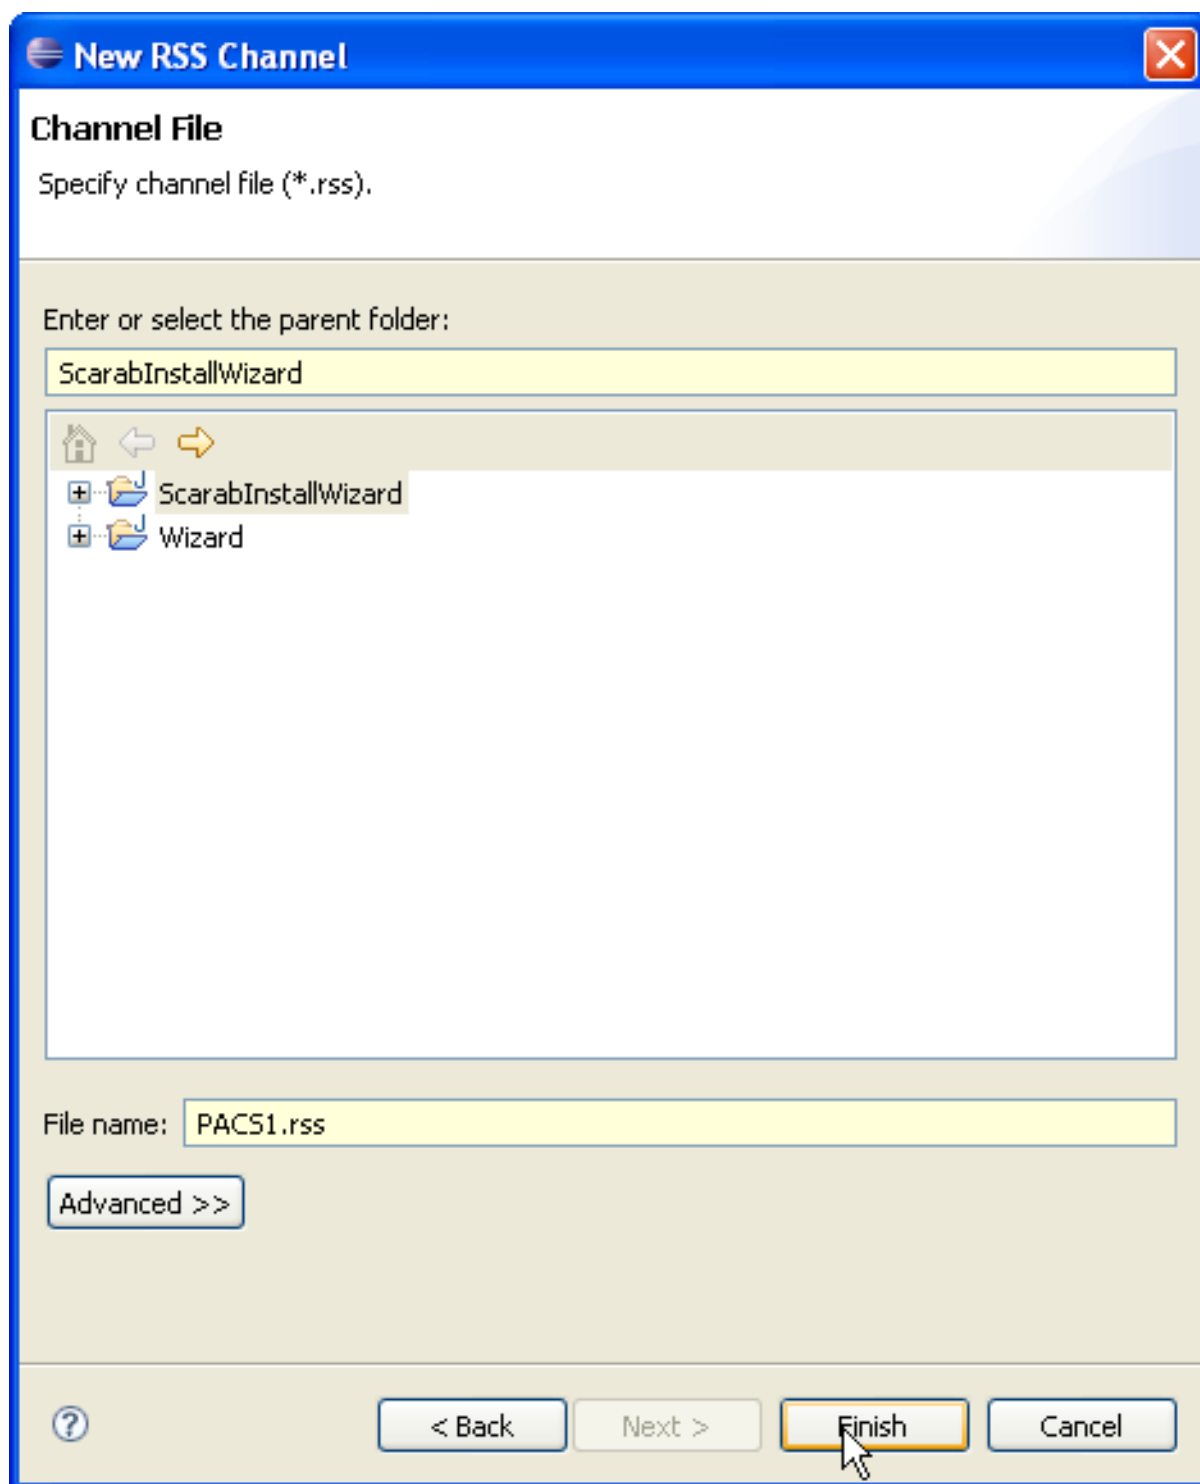 New RSS Channel
Channel File
Specify channel file (*.rss).
Enter or select the parent folder:
ScarabInstallWizard
ScarabInstallWizard
Wizard
File name: PACS1.rss
Advanced >>
< Back Next > Finish Cancel